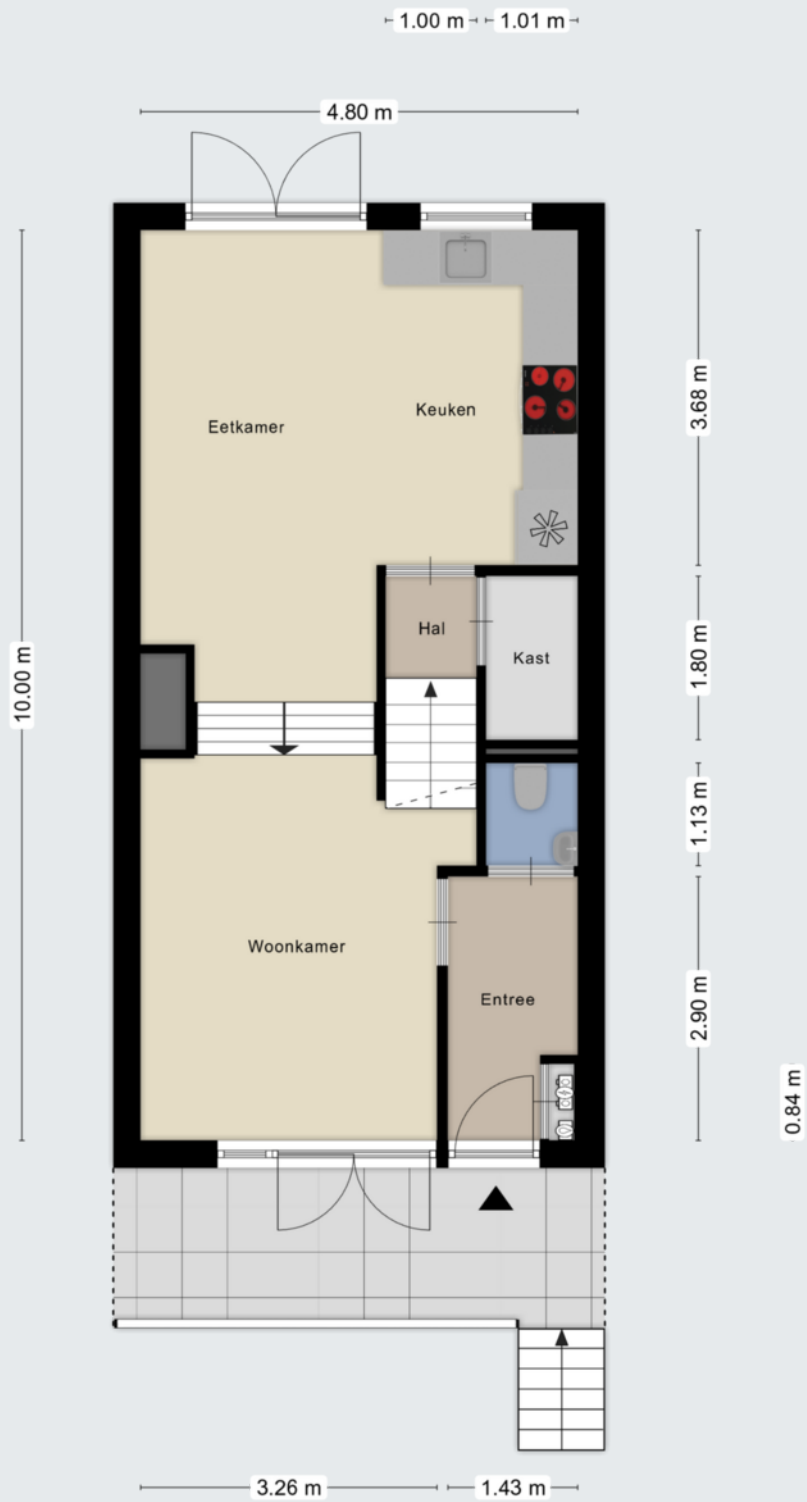 1.00 m
1.01 m
4.80 m
3.68 m
Keuken
Eetkamer
Hal
Kast
1.80 m
10.00 m
1.13 m
Woonkamer
Entree
2.90 m
0.84 m
3.26 m
1.43 m